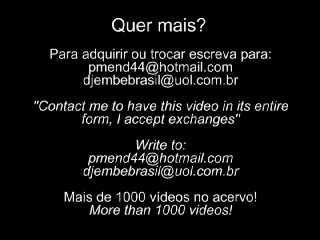 Quer mais?
Para adquirir ou trocar escreva para:
pmend44@hotmail.com
djembebrasil@uol.com.br
"Contact me to have this video in its entire
form, I accept exchanges"
Write to:
pmend44@hotmail.com
djembebrasil@uol.com.br
Mais de 1000 vídeos no acervo!
More than 1000 videos!